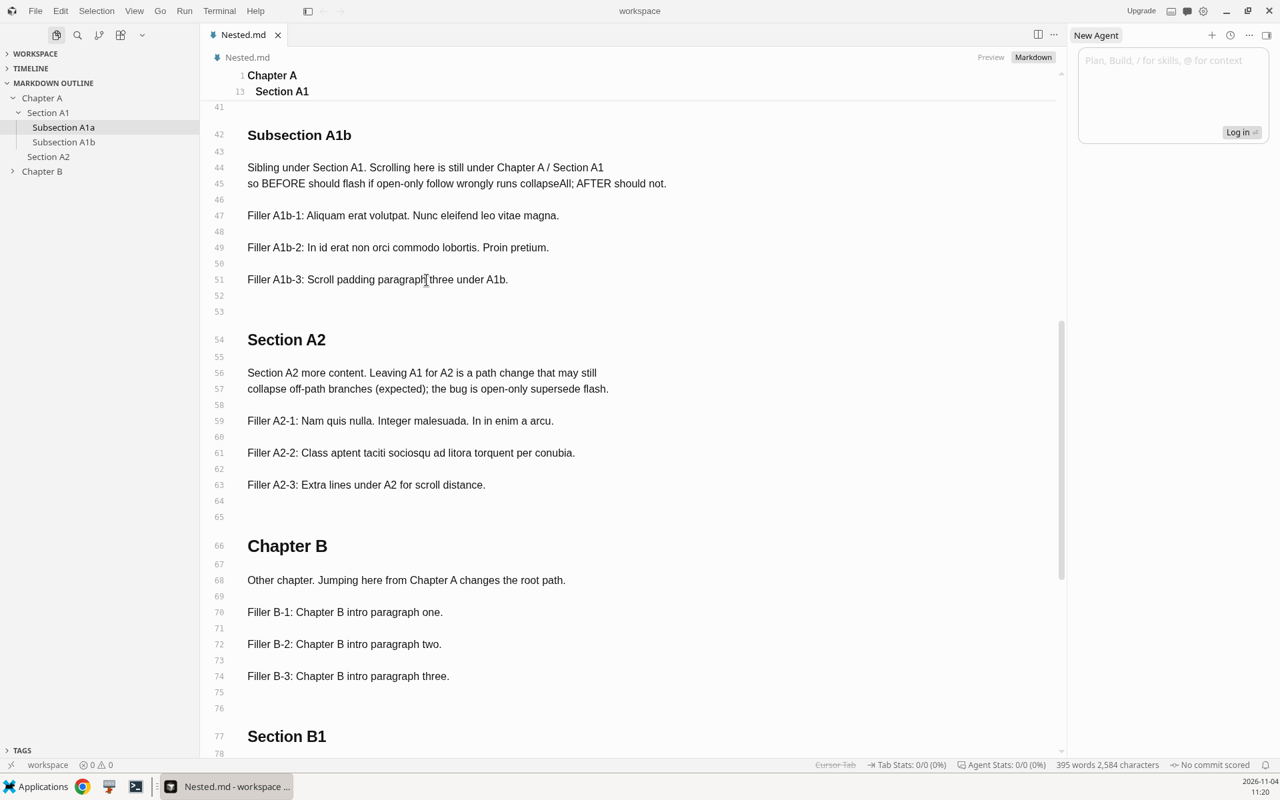 File Edit Selection View Go Run Terminal Help
workspace
Upgrade
Nested.md
New Agent
WORKSPACE
TIMELINE
MARKDOWN OUTLINE
Chapter A
Section A1
Subsection A1a
Subsection A1b
Section A2
Chapter B
TAGS
Nested.md
Preview Markdown
1 Chapter A
13 Section A1
41
42 Subsection A1b
43
44 Sibling under Section A1. Scrolling here is still under Chapter A / Section A1
45 so BEFORE should flash if open-only follow wrongly runs collapseAll; AFTER should not.
46
47 Filler A1b-1: Aliquam erat volutpat. Nunc eleifend leo vitae magna.
48
49 Filler A1b-2: In id erat non orci commodo lobortis. Proin pretium.
50
51 Filler A1b-3: Scroll padding paragraph three under A1b.
52
53
54 Section A2
55
56 Section A2 more content. Leaving A1 for A2 is a path change that may still
57 collapse off-path branches (expected); the bug is open-only supersede flash.
58
59 Filler A2-1: Nam quis nulla. Integer malesuada. In in enim a arcu.
60
61 Filler A2-2: Class aptent taciti sociosqu ad litora torquent per conubia.
62
63 Filler A2-3: Extra lines under A2 for scroll distance.
64
65
66 Chapter B
67
68 Other chapter. Jumping here from Chapter A changes the root path.
69
70 Filler B-1: Chapter B intro paragraph one.
71
72 Filler B-2: Chapter B intro paragraph two.
73
74 Filler B-3: Chapter B intro paragraph three.
75
76
77 Section B1
78
Plan, Build, / for skills, @ for context
Log in ⏎
workspace 0 0
Cursor Tab Tab Stats: 0/0 (0%) Agent Stats: 0/0 (0%) 395 words 2,584 characters No commit scored
Applications
Nested.md - workspace ...
2026-11-04
11:20